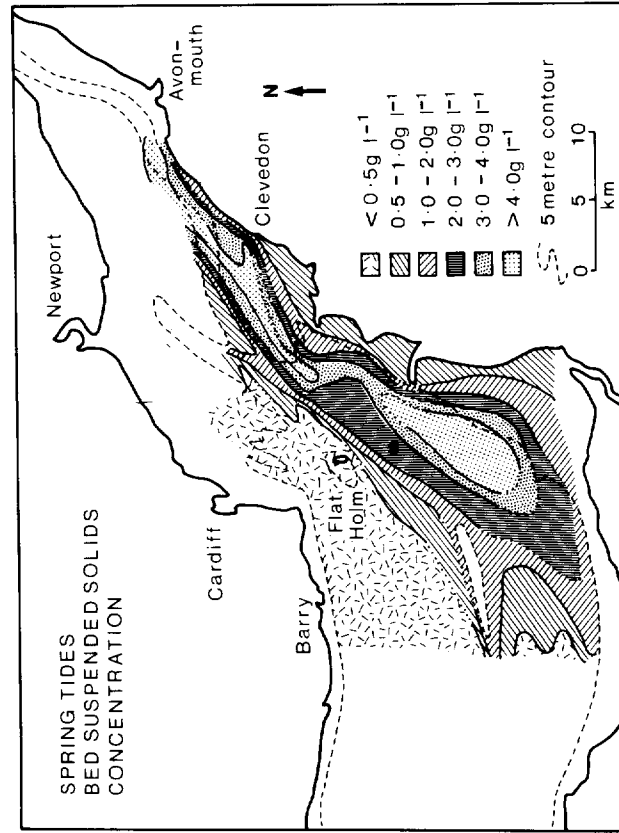 SPRING TIDES
BED SUSPENDED SOLIDS
CONCENTRATION
Newport
Avon-
mouth
Cardiff
Clevedon
Barry
Flat
Holm
N
< 0·5g l⁻¹
0·5 – 1·0g l⁻¹
1·0 – 2·0g l⁻¹
2·0 – 3·0g l⁻¹
3·0 – 4·0g l⁻¹
> 4·0g l⁻¹
5 metre contour
0 5 10
km